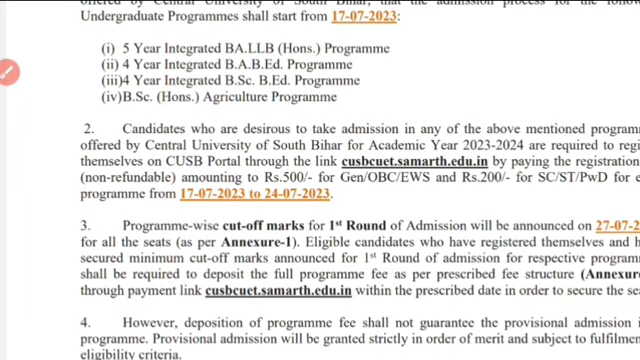 offered by Central University of South Bihar, that the admission process for the
Undergraduate Programmes shall start from 17-07-2023:
(i) 5 Year Integrated BA.LLB (Hons.) Programme
(ii) 4 Year Integrated B.A.B.Ed. Programme
(iii)4 Year Integrated B.Sc. B.Ed. Programme
(iv)B.Sc. (Hons.) Agriculture Programme
2. Candidates who are desirous to take admission in any of the above mentioned
offered by Central University of South Bihar for Academic Year 2023-2024 are required to
themselves on CUSB Portal through the link cusbcuet.samarth.edu.in by paying the registration
(non-refundable) amounting to Rs.500/- for Gen/OBC/EWS and Rs.200/- for SC/ST/PwD for
programme from 17-07-2023 to 24-07-2023.
3. Programme-wise cut-off marks for 1st Round of Admission will be announced on 27-07-2
for all the seats (as per Annexure-1). Eligible candidates who have registered themselves and
secured minimum cut-off marks announced for 1st Round of admission for respective
shall be required to deposit the full programme fee as per prescribed fee structure
through payment link cusbcuet.samarth.edu.in within the prescribed date in order to secure the
4. However, deposition of programme fee shall not guarantee the provisional admission
programme. Provisional admission will be granted strictly in order of merit and subject to
eligibility criteria.